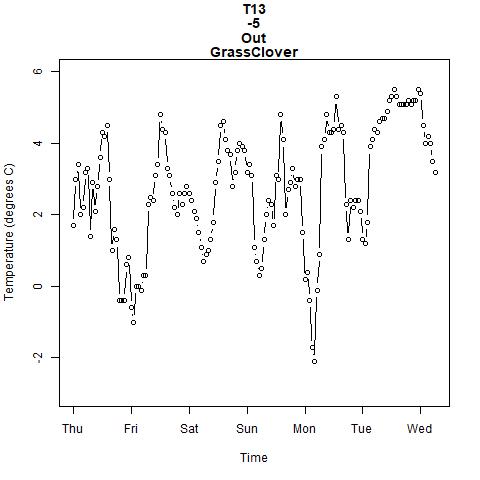 T13
-5
Out
GrassClover
Temperature (degrees C)
6
4
2
0
-2
Thu Fri Sat Sun Mon Tue Wed
Time